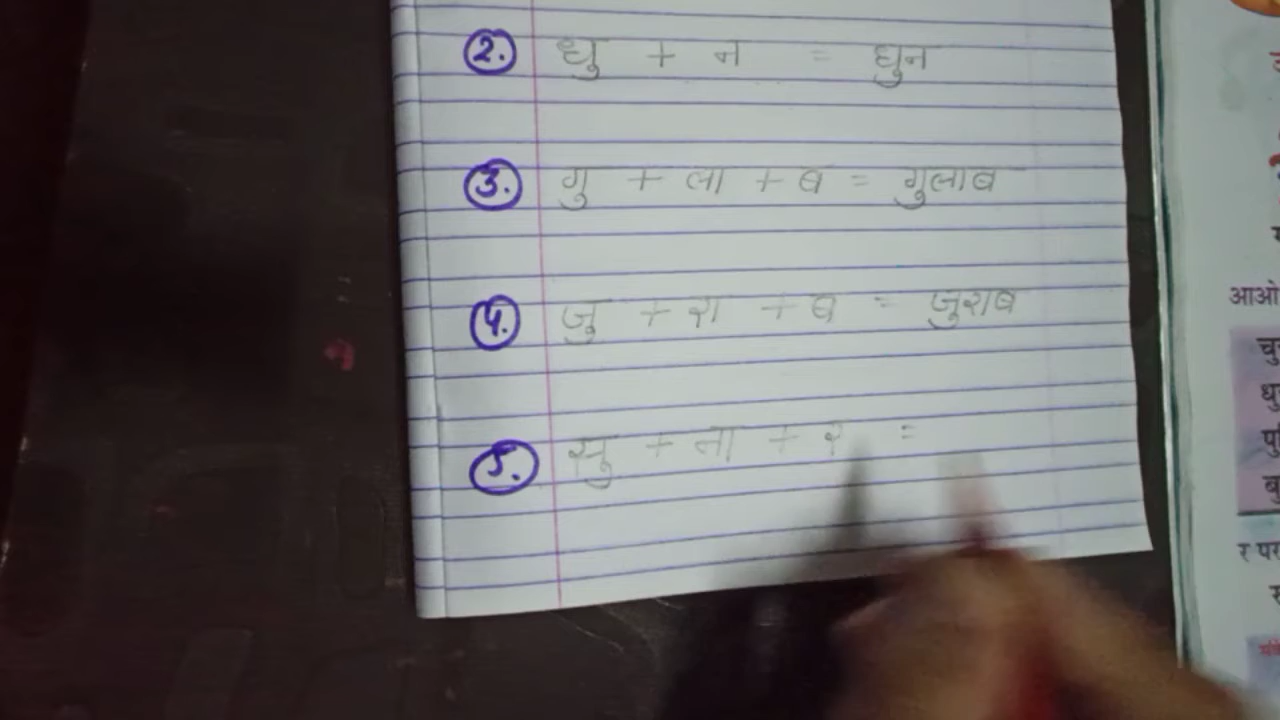 2. धु + न = धुन
3. गु + ला + ब = गुलाब
4. जु + रा + ब = जुराब
5. सु + ना + र =
आओ
चु
धु
पु
बु
र पर